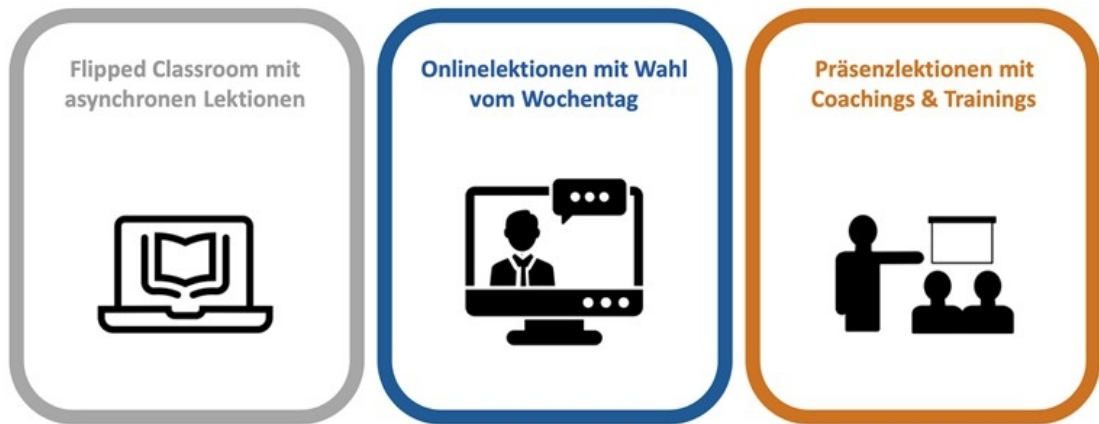 Flipped Classroom mit
asynchronen Lektionen
Onlinelektionen mit Wahl
vom Wochentag
Präsenzlektionen mit
Coachings & Trainings